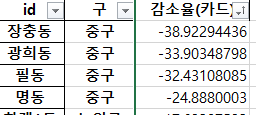 id 구 감소율(카드)
장충동 중구 -38.92294436
광희동 중구 -33.90348798
필동 중구 -32.43108085
명동 중구 -24.8880003